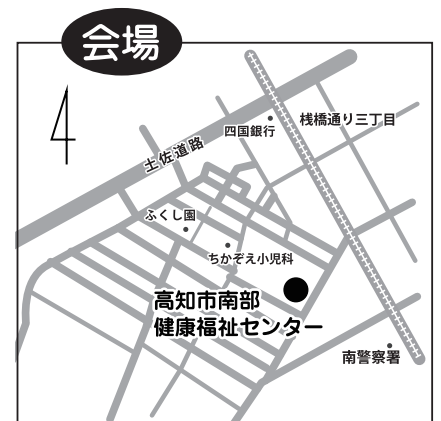 会場
四国銀行
桟橋通り三丁目
土佐道路
ふくし園
ちかぞえ小児科
高知市南部
健康福祉センター
南警察署